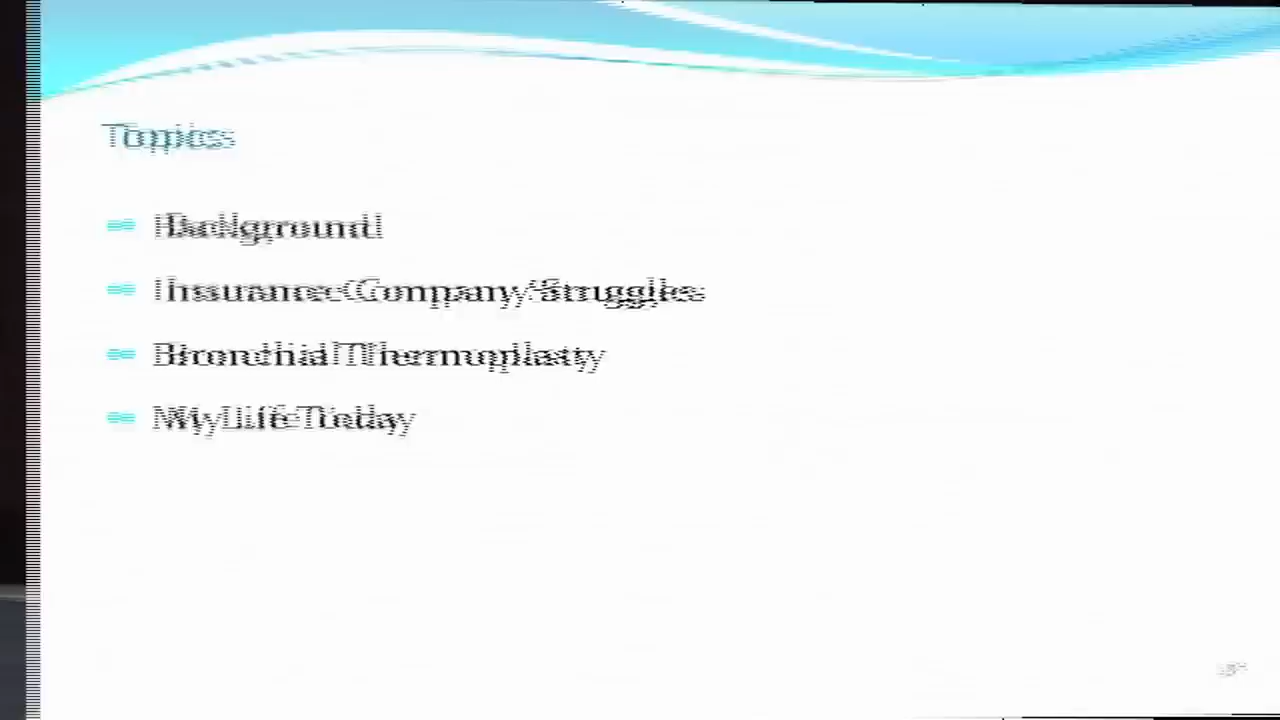 Topics
Background
Insurance Company Struggles
Bronchial Thermoplasty
My Life Today